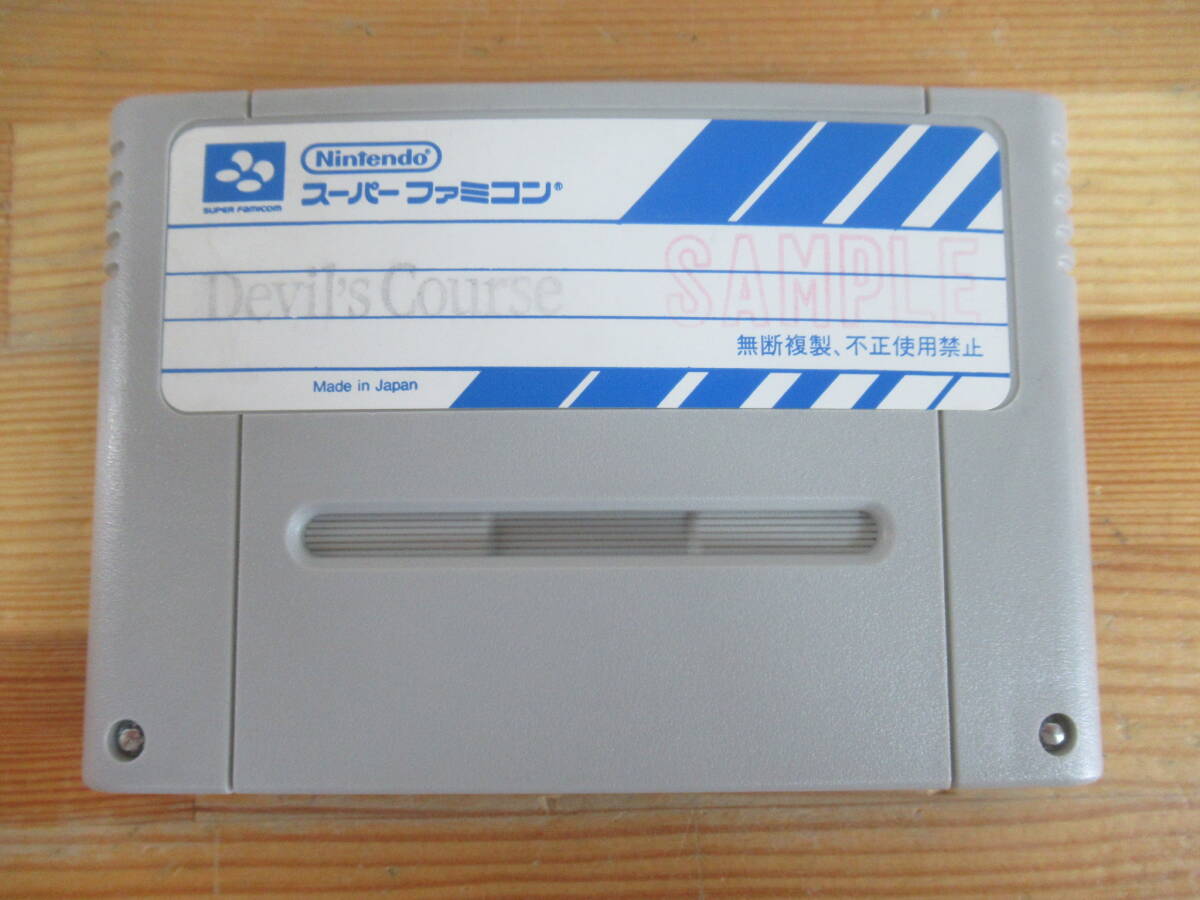 Nintendo®
SUPER FAMICOM
スーパーファミコン®
Devil's Course
SAMPLE
無断複製、不正使用禁止
Made in Japan